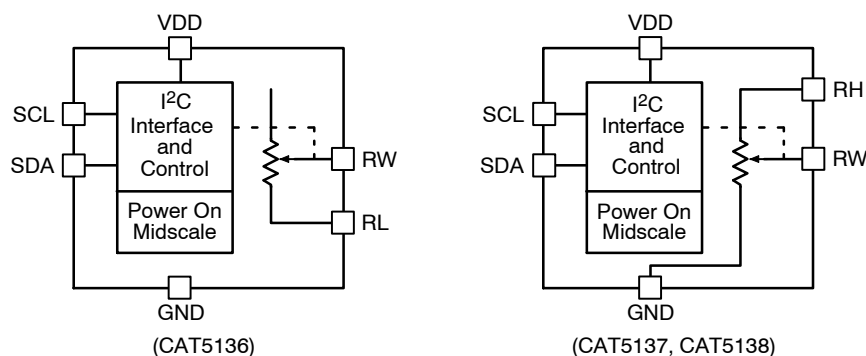 VDD
SCL
SDA
I²C
Interface
and
Control
Power On
Midscale
RW
RL
GND
(CAT5136)
VDD
SCL
SDA
I²C
Interface
and
Control
Power On
Midscale
RH
RW
GND
(CAT5137, CAT5138)